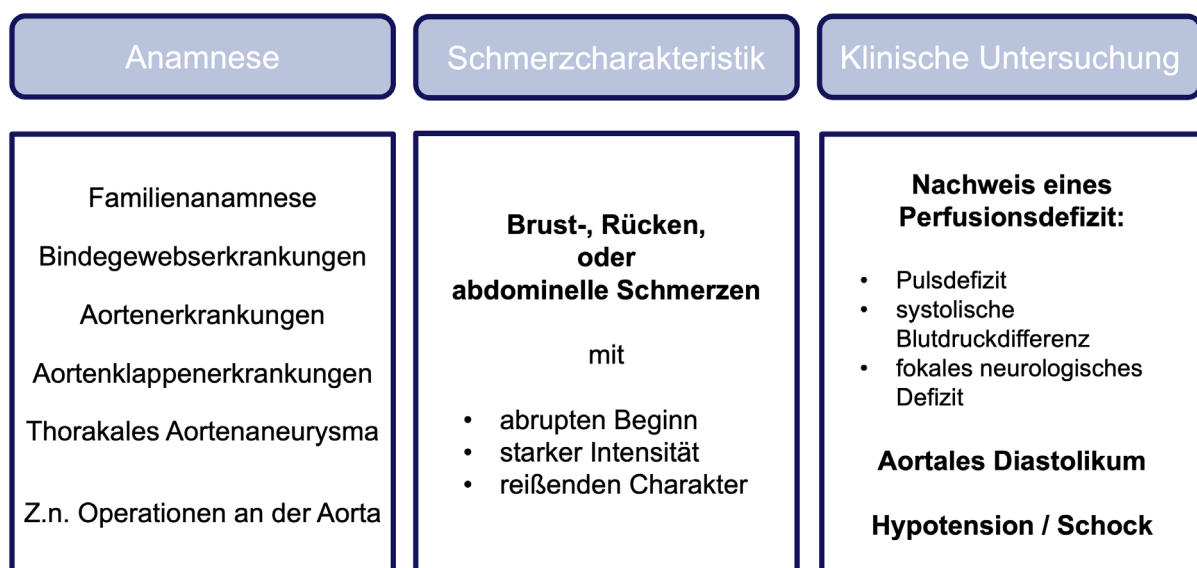 Anamnese
Familienanamnese
Bindegewebserkrankungen
Aortenerkrankungen
Aortenklappenerkrankungen
Thorakales Aortenaneurysma
Z.n. Operationen an der Aorta
Schmerzcharakteristik
Brust-, Rücken,
oder
abdominelle Schmerzen
mit
• abrupten Beginn
• starker Intensität
• reißenden Charakter
Klinische Untersuchung
Nachweis eines
Perfusionsdefizit:
• Pulsdefizit
• systolische
Blutdruckdifferenz
• fokales neurologisches
Defizit
Aortales Diastolikum
Hypotension / Schock